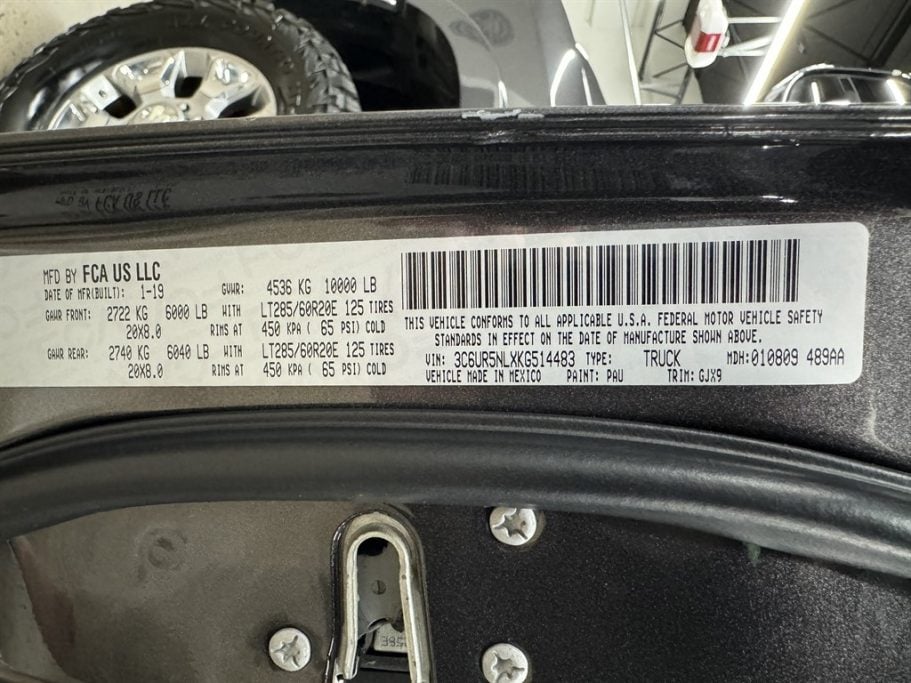 MFD BY FCA US LLC
DATE OF MFR(BUILT): 1-19 GVWR: 4536 KG 10000 LB
GAWR FRONT: 2722 KG 6000 LB WITH LT285/60R20E 125 TIRES
20X8.0 RIMS AT 450 KPA ( 65 PSI) COLD
GAWR REAR: 2740 KG 6040 LB WITH LT285/60R20E 125 TIRES
20X8.0 RIMS AT 450 KPA ( 65 PSI) COLD
THIS VEHICLE CONFORMS TO ALL APPLICABLE U.S.A. FEDERAL MOTOR VEHICLE SAFETY
STANDARDS IN EFFECT ON THE DATE OF MANUFACTURE SHOWN ABOVE.
VIN: 3C6UR5NLXKG514483 TYPE: TRUCK MDH:010809 489AA
VEHICLE MADE IN MEXICO PAINT: PAU TRIM: GJX9